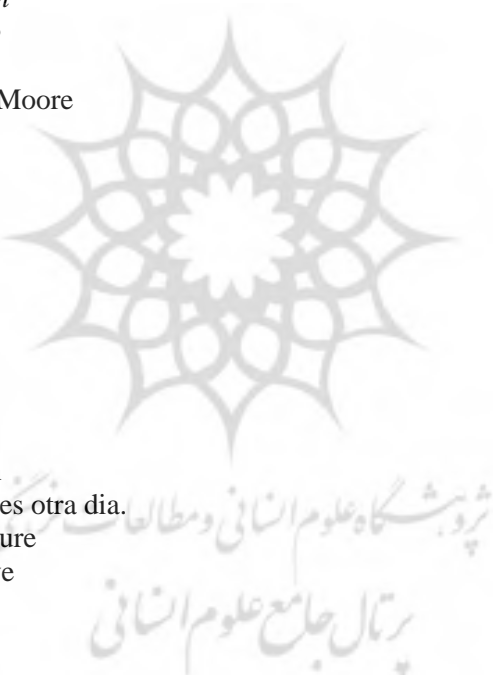 Moore
es otra dia.
ure
e
پژوهشگاه علوم انسانی و مطالعات فرهنگی
پرتال جامع علوم انسانی